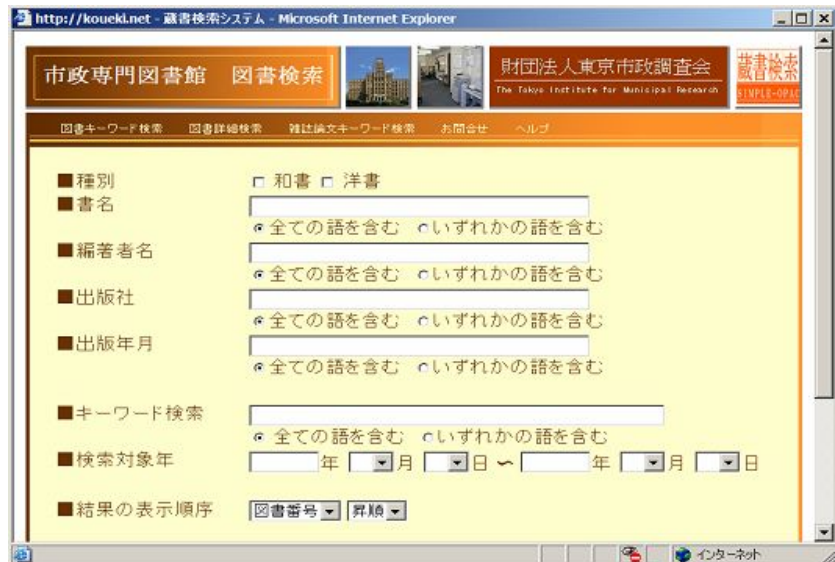 http://koueki.net - 蔵書検索システム - Microsoft Internet Explorer
市政専門図書館 図書検索
財団法人東京市政調査会
The Tokyo Institute for Municipal Research
蔵書検索
SIMPLE-OPAC
図書キーワード検索 図書詳細検索 雑誌論文キーワード検索 お問合せ ヘルプ
■種別 和書 洋書
■書名
全ての語を含む いずれかの語を含む
■編著者名
全ての語を含む いずれかの語を含む
■出版社
全ての語を含む いずれかの語を含む
■出版年月
全ての語を含む いずれかの語を含む
■キーワード検索
全ての語を含む いずれかの語を含む
■検索対象年 年 月 日 ～ 年 月 日
■結果の表示順序 図書番号 昇順
インターネット